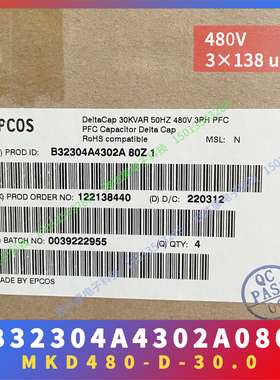 480V
3×138 u
EPCOS
DeltaCap 30KVAR 50HZ 480V 3PH PFC
PFC Capacitor Delta Cap
RoHS compatible
MSL: N
) PROD ID: B32304A4302A 80Z 1
K) PROD ORDER NO: 122138440
(D) D/C: 220312
) BATCH NO: 0039222955
(Q) QTY: 4
MADE BY EPCOS
QC
PAS
B32304A4302A080
MKD480-D-30.0